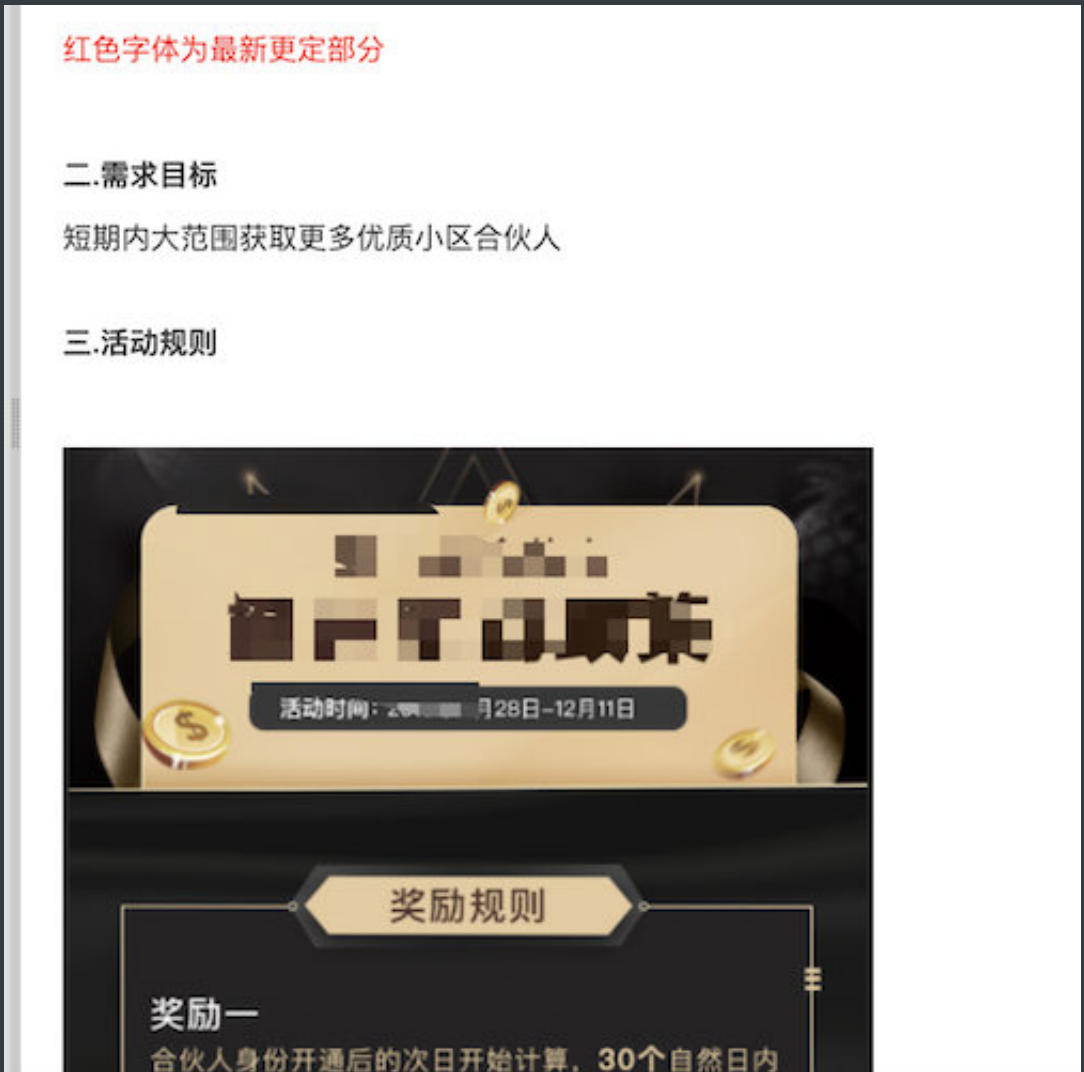 红色字体为最新更定部分
二.需求目标
短期内大范围获取更多优质小区合伙人
三.活动规则
活动时间： 月28日-12月11日
奖励规则
奖励一
合伙人身份开通后的次日开始计算，30个自然日内